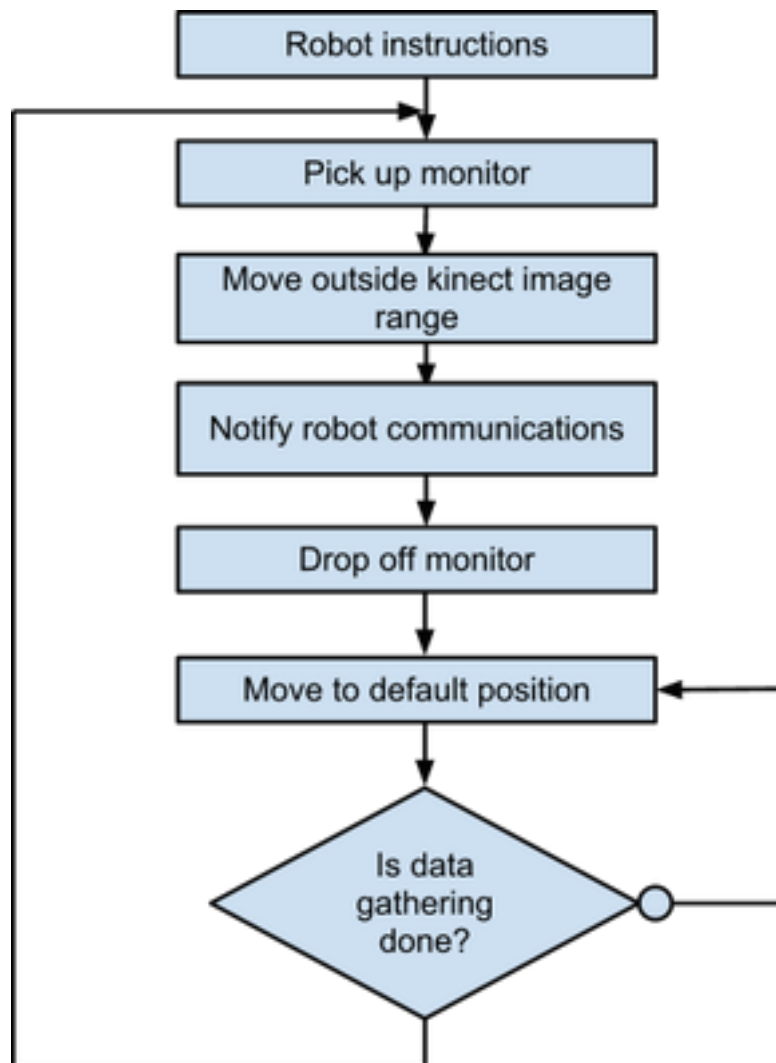 Robot instructions
Pick up monitor
Move outside kinect image
range
Notify robot communications
Drop off monitor
Move to default position
Is data
gathering
done?